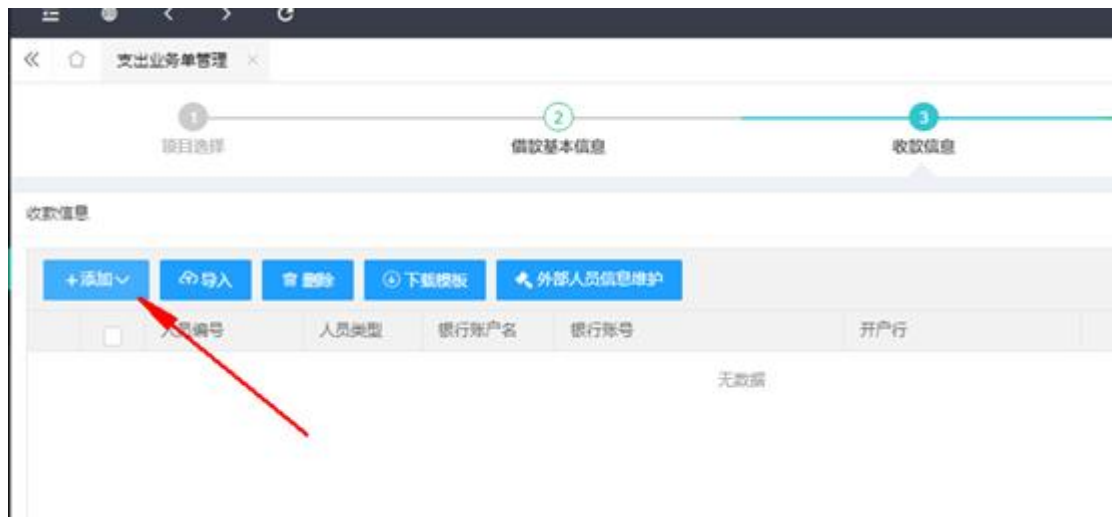 支出业务单管理
1
2
3
项目选择
借款基本信息
收款信息
收款信息
+添加
导入
删除
下载模板
外部人员信息维护
人员编号
人员类型
银行账户名
银行账号
开户行
无数据